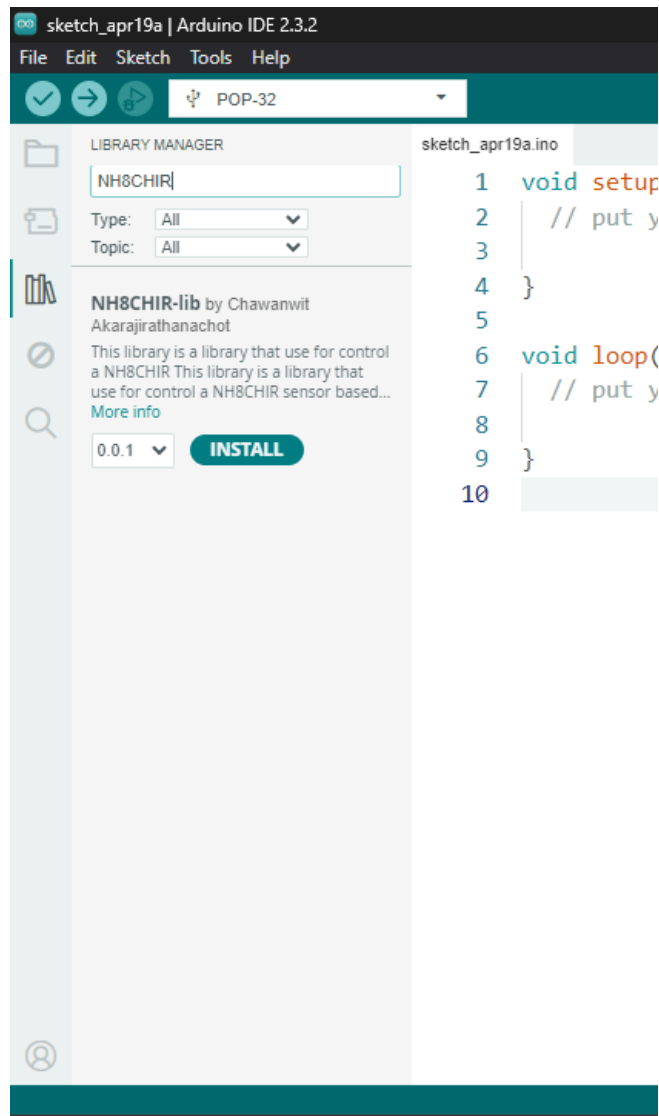 sketch_apr19a | Arduino IDE 2.3.2
File Edit Sketch Tools Help
POP-32
LIBRARY MANAGER
NH8CHIR
Type: All
Topic: All
NH8CHIR-lib by Chawanwit
Akarajirathanachot
This library is a library that use for control
a NH8CHIR This library is a library that
use for control a NH8CHIR sensor based...
More info
0.0.1 INSTALL
sketch_apr19a.ino
1 void setup
2 // put y
3
4 }
5
6 void loop(
7 // put y
8
9 }
10